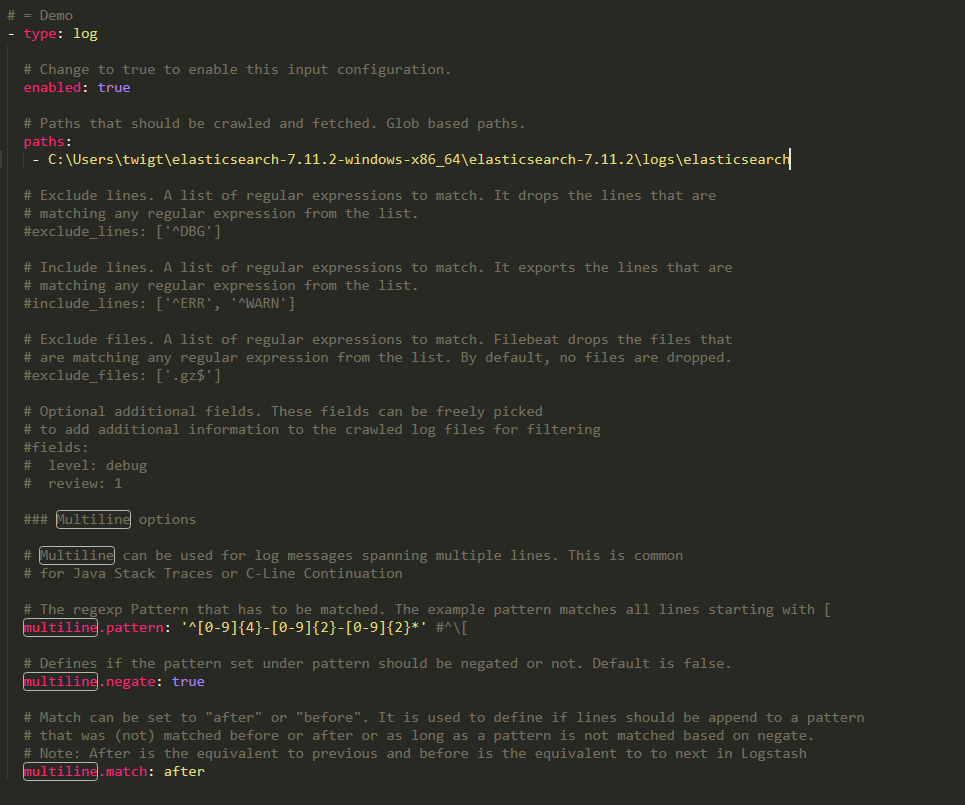 # = Demo
- type: log
# Change to true to enable this input configuration.
enabled: true
# Paths that should be crawled and fetched. Glob based paths.
paths:
- C:\Users\twigt\elasticsearch-7.11.2-windows-x86_64\elasticsearch-7.11.2\logs\elasticsearch
# Exclude lines. A list of regular expressions to match. It drops the lines that are
# matching any regular expression from the list.
#exclude_lines: ['^DBG']
# Include lines. A list of regular expressions to match. It exports the lines that are
# matching any regular expression from the list.
#include_lines: ['^ERR', '^WARN']
# Exclude files. A list of regular expressions to match. Filebeat drops the files that
# are matching any regular expression from the list. By default, no files are dropped.
#exclude_files: ['.gz$']
# Optional additional fields. These fields can be freely picked
# to add additional information to the crawled log files for filtering
#fields:
#  level: debug
#  review: 1
### Multiline options
# Multiline can be used for log messages spanning multiple lines. This is common
# for Java Stack Traces or C-Line Continuation
# The regexp Pattern that has to be matched. The example pattern matches all lines starting with [
multiline.pattern: '^[0-9]{4}-[0-9]{2}-[0-9]{2}*' #^\[
# Defines if the pattern set under pattern should be negated or not. Default is false.
multiline.negate: true
# Match can be set to "after" or "before". It is used to define if lines should be append to a pattern
# that was (not) matched before or after or as long as a pattern is not matched based on negate.
# Note: After is the equivalent to previous and before is the equivalent to to next in Logstash
multiline.match: after